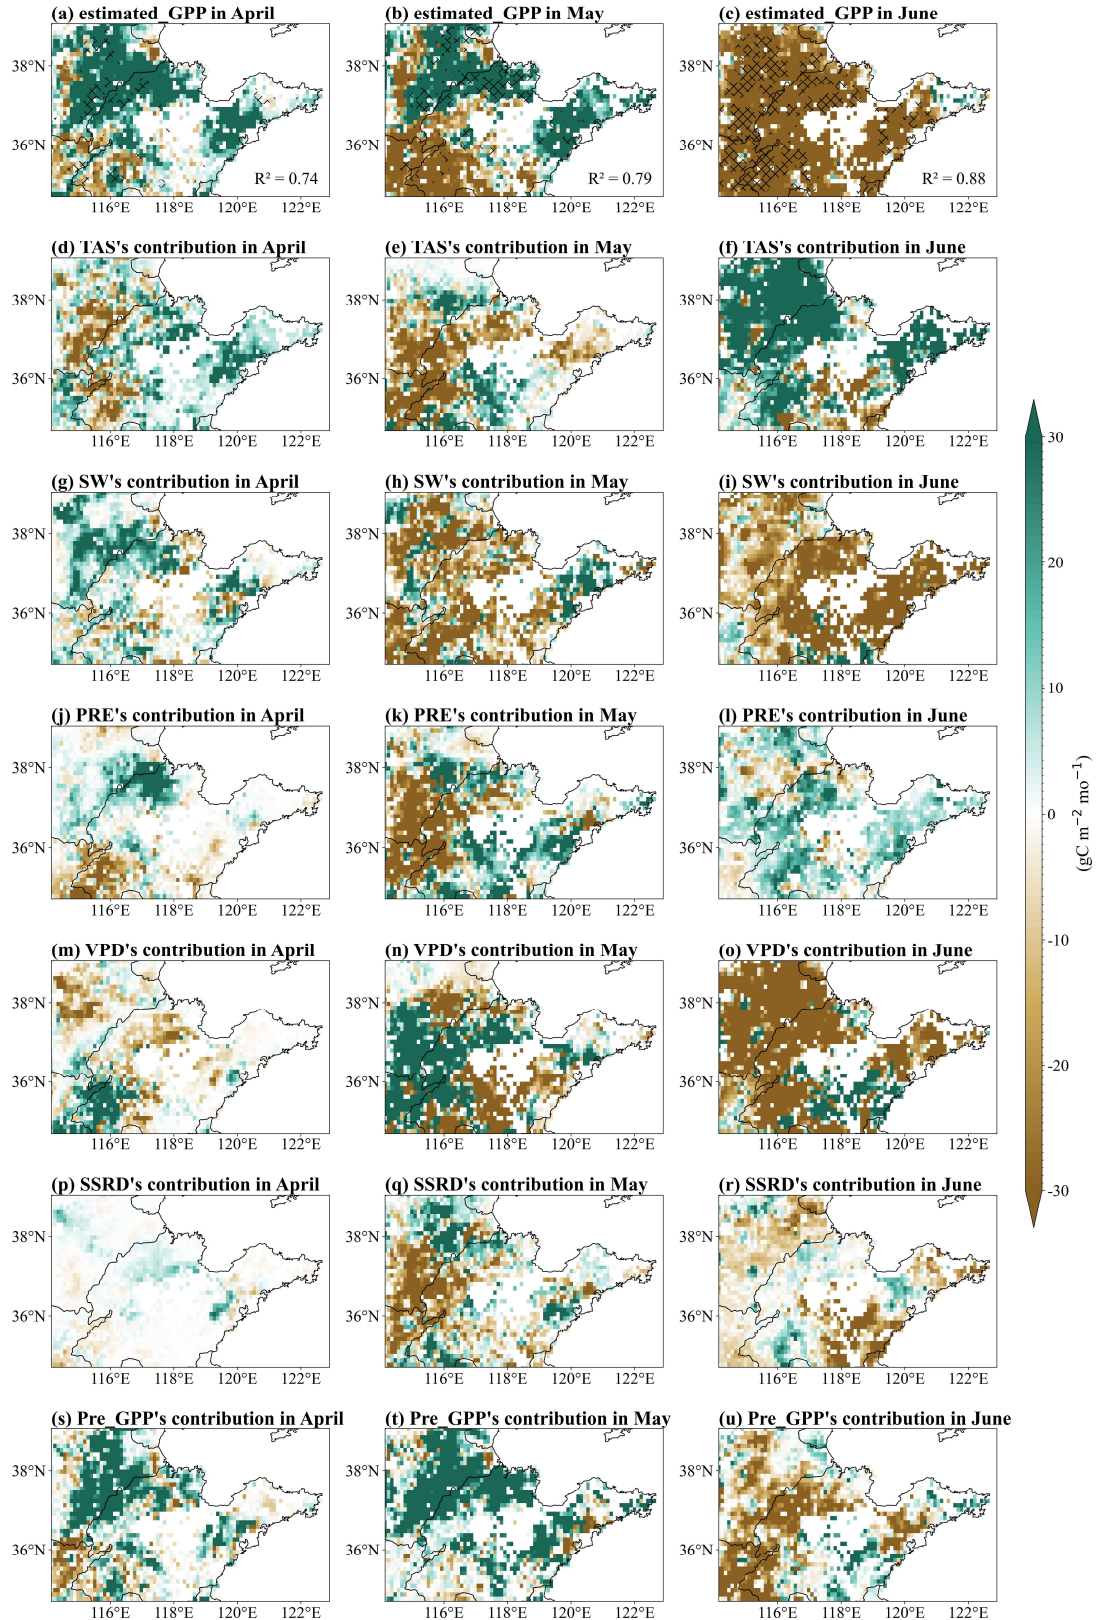 (a) estimated_GPP in April
(b) estimated_GPP in May
(c) estimated_GPP in June
38°N
38°N
38°N
36°N
36°N
36°N
R² = 0.74
R² = 0.79
R² = 0.88
116°E 118°E 120°E 122°E
116°E 118°E 120°E 122°E
116°E 118°E 120°E 122°E
(d) TAS's contribution in April
(e) TAS's contribution in May
(f) TAS's contribution in June
38°N
38°N
38°N
36°N
36°N
36°N
116°E 118°E 120°E 122°E
116°E 118°E 120°E 122°E
116°E 118°E 120°E 122°E
(g) SW's contribution in April
(h) SW's contribution in May
(i) SW's contribution in June
38°N
38°N
38°N
36°N
36°N
36°N
116°E 118°E 120°E 122°E
116°E 118°E 120°E 122°E
116°E 118°E 120°E 122°E
(j) PRE's contribution in April
(k) PRE's contribution in May
(l) PRE's contribution in June
38°N
38°N
38°N
36°N
36°N
36°N
116°E 118°E 120°E 122°E
116°E 118°E 120°E 122°E
116°E 118°E 120°E 122°E
(m) VPD's contribution in April
(n) VPD's contribution in May
(o) VPD's contribution in June
38°N
38°N
38°N
36°N
36°N
36°N
116°E 118°E 120°E 122°E
116°E 118°E 120°E 122°E
116°E 118°E 120°E 122°E
(p) SSRD's contribution in April
(q) SSRD's contribution in May
(r) SSRD's contribution in June
38°N
38°N
38°N
36°N
36°N
36°N
116°E 118°E 120°E 122°E
116°E 118°E 120°E 122°E
116°E 118°E 120°E 122°E
(s) Pre_GPP's contribution in April
(t) Pre_GPP's contribution in May
(u) Pre_GPP's contribution in June
38°N
38°N
38°N
36°N
36°N
36°N
116°E 118°E 120°E 122°E
116°E 118°E 120°E 122°E
116°E 118°E 120°E 122°E
30
20
10
0
-10
-20
-30
(gC m⁻² mo⁻¹)